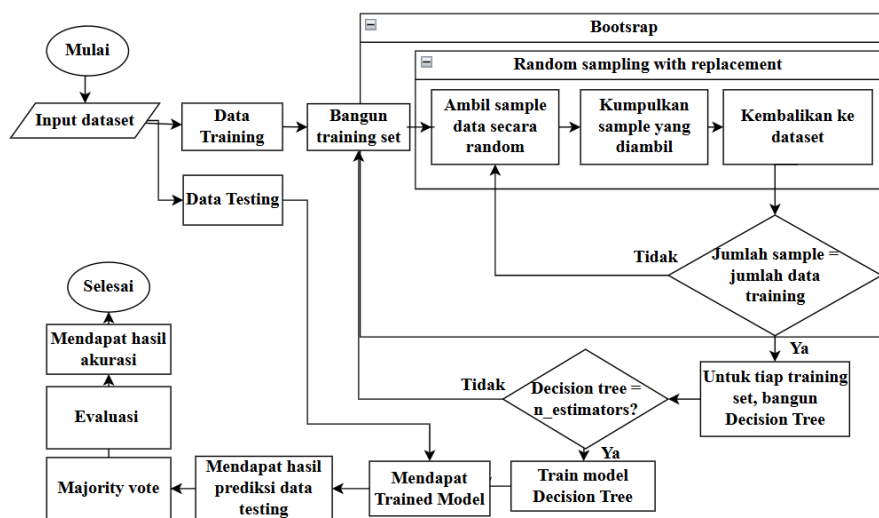 Mulai
Input dataset
Data
Training
Bangun
training set
Bootsrap
Random sampling with replacement
Ambil sample
data secara
random
Kumpulkan
sample yang
diambil
Kembalikan ke
dataset
Data Testing
Tidak
Jumlah sample =
jumlah data
training
Ya
Selesai
Mendapat hasil
akurasi
Evaluasi
Majority vote
Tidak
Decision tree =
n_estimators?
Ya
Untuk tiap training
set, bangun
Decision Tree
Mendapat hasil
prediksi data
testing
Mendapat
Trained Model
Train model
Decision Tree